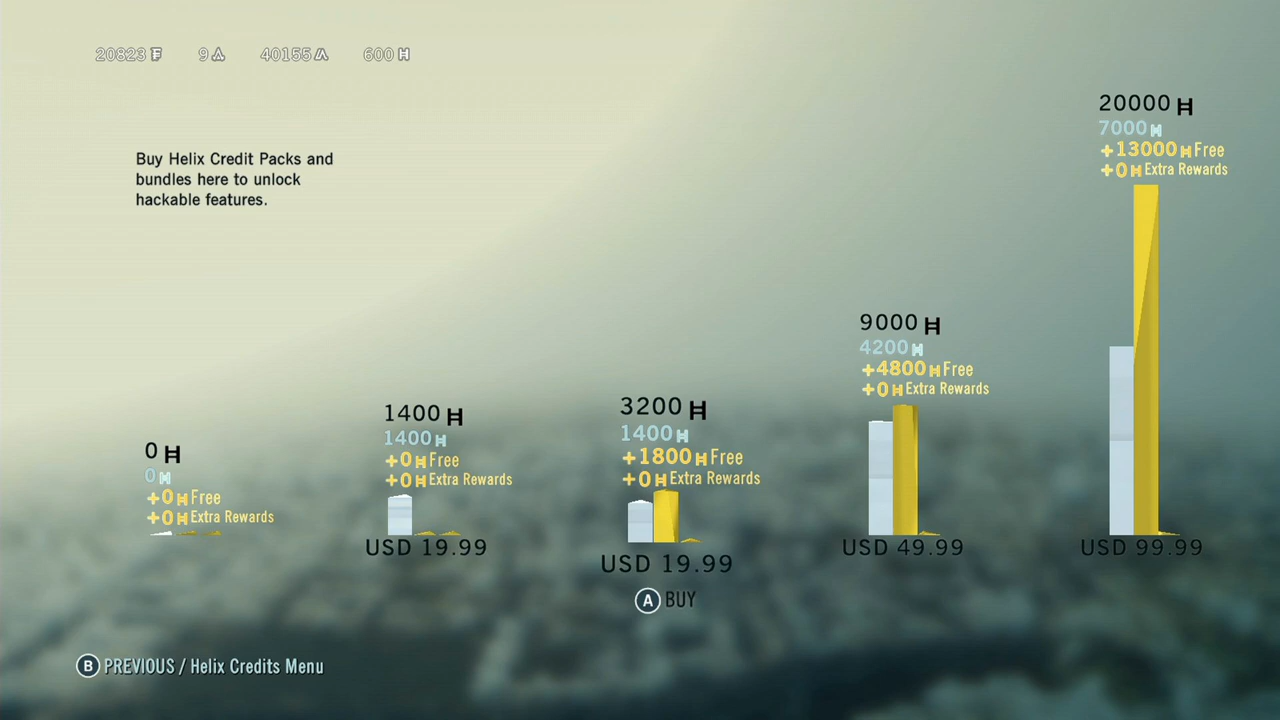 20823 9 40155 600 H
Buy Helix Credit Packs and
bundles here to unlock
hackable features.
0 H
0 H
+0 H Free
+0 H Extra Rewards
1400 H
1400 H
+0 H Free
+0 H Extra Rewards
USD 19.99
3200 H
1400 H
+1800 H Free
+0 H Extra Rewards
USD 19.99
A BUY
9000 H
4200 H
+4800 H Free
+0 H Extra Rewards
USD 49.99
20000 H
7000 H
+13000 H Free
+0 H Extra Rewards
USD 99.99
B PREVIOUS / Helix Credits Menu